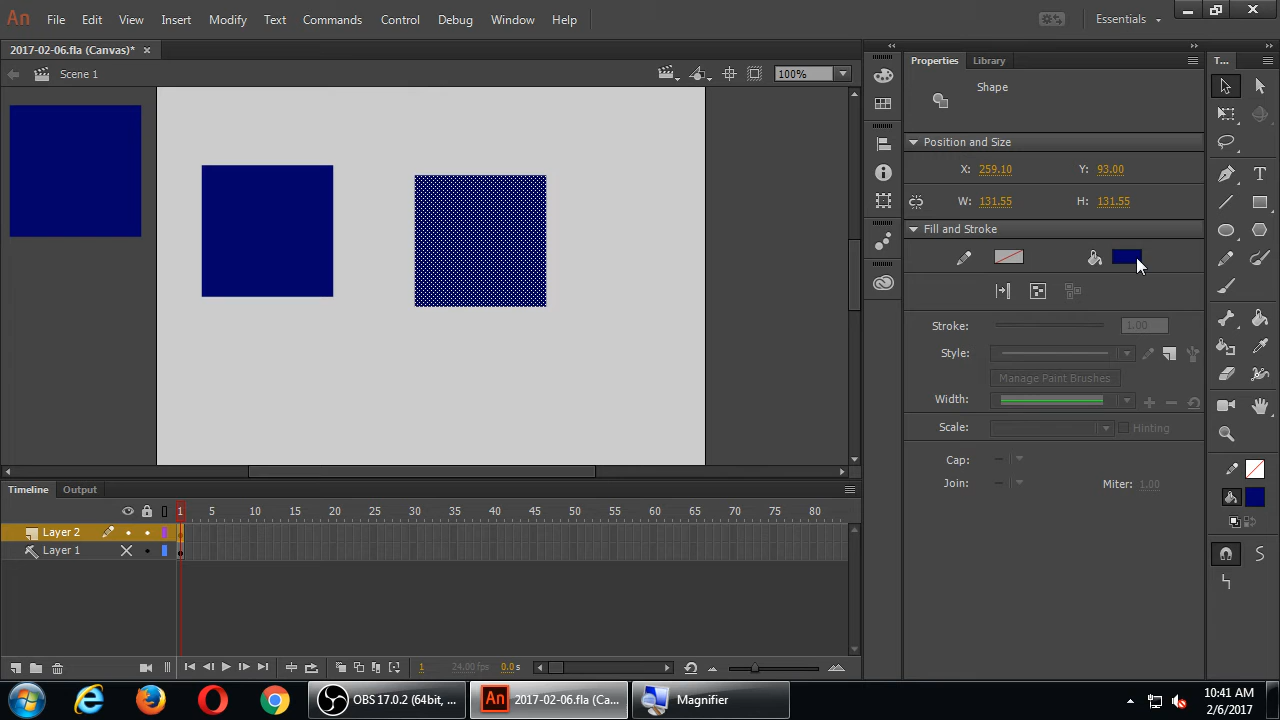 An File Edit View Insert Modify Text Commands Control Debug Window Help Essentials
2017-02-06.fla (Canvas)* ×
Scene 1 100%
Properties Library T...
Shape
Position and Size
X: 259.10 Y: 93.00
W: 131.55 H: 131.55
Fill and Stroke
Stroke: 1.00
Style:
Manage Paint Brushes
Width:
Scale: Hinting
Cap:
Join: Miter: 1.00
Timeline Output
1 5 10 15 20 25 30 35 40 45 50 55 60 65 70 75 80
Layer 2
Layer 1
1 24.00 fps 0.0 s
OBS 17.0.2 (64bit, ...
An 2017-02-06.fla (Ca...
Magnifier
10:41 AM
2/6/2017